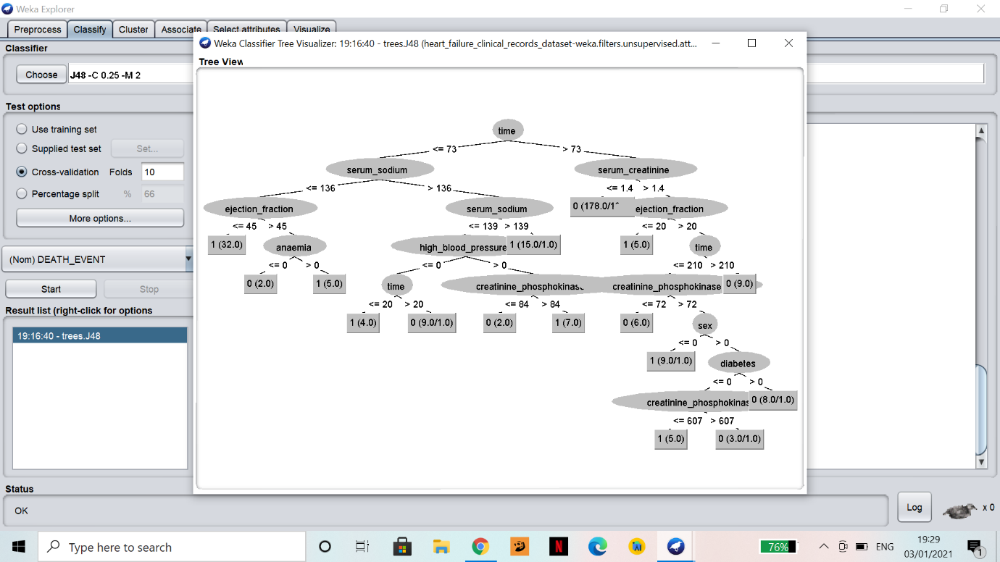 Weka Explorer
Preprocess Classify Cluster Associate Select attributes Visualize
Classifier
Choose J48 -C 0.25 -M 2
Test options
Use training set
Supplied test set Set...
Cross-validation Folds 10
Percentage split % 66
More options...
(Nom) DEATH_EVENT
Start Stop
Result list (right-click for options
19:16:40 - trees.J48
Status
OK
Log x 0
Weka Classifier Tree Visualizer: 19:16:40 - trees.J48 (heart_failure_clinical_records_dataset-weka.filters.unsupervised.att...
Tree View
time
<= 73 > 73
serum_sodium serum_creatinine
<= 136 > 136 <= 1.4 > 1.4
ejection_fraction serum_sodium 0 (178.0/1 ejection_fraction
<= 45 > 45 <= 139 > 139 <= 20 > 20
1 (32.0) anaemia high_blood_pressure 1 (15.0/1.0) 1 (5.0) time
<= 0 > 0 <= 0 > 0 <= 210 > 210
0 (2.0) 1 (5.0) time creatinine_phosphokinase creatinine_phosphokinase 0 (9.0)
<= 20 > 20 <= 84 > 84 <= 72 > 72
1 (4.0) 0 (9.0/1.0) 0 (2.0) 1 (7.0) 0 (6.0) sex
<= 0 > 0
1 (9.0/1.0) diabetes
<= 0 > 0
creatinine_phosphokinas 0 (8.0/1.0)
<= 607 > 607
1 (5.0) 0 (3.0/1.0)
Type here to search
76% ENG 19:29
03/01/2021
1